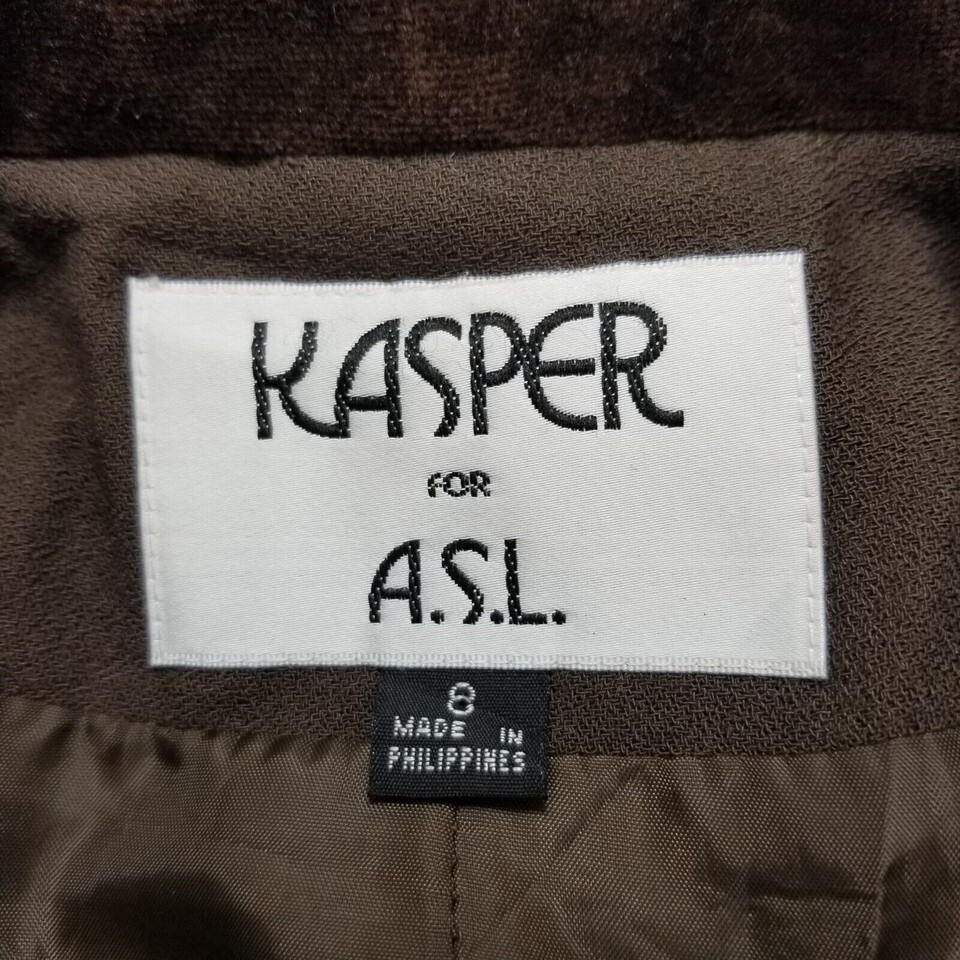 KASPER
FOR
A.S.L.
8
MADE IN
PHILIPPINES